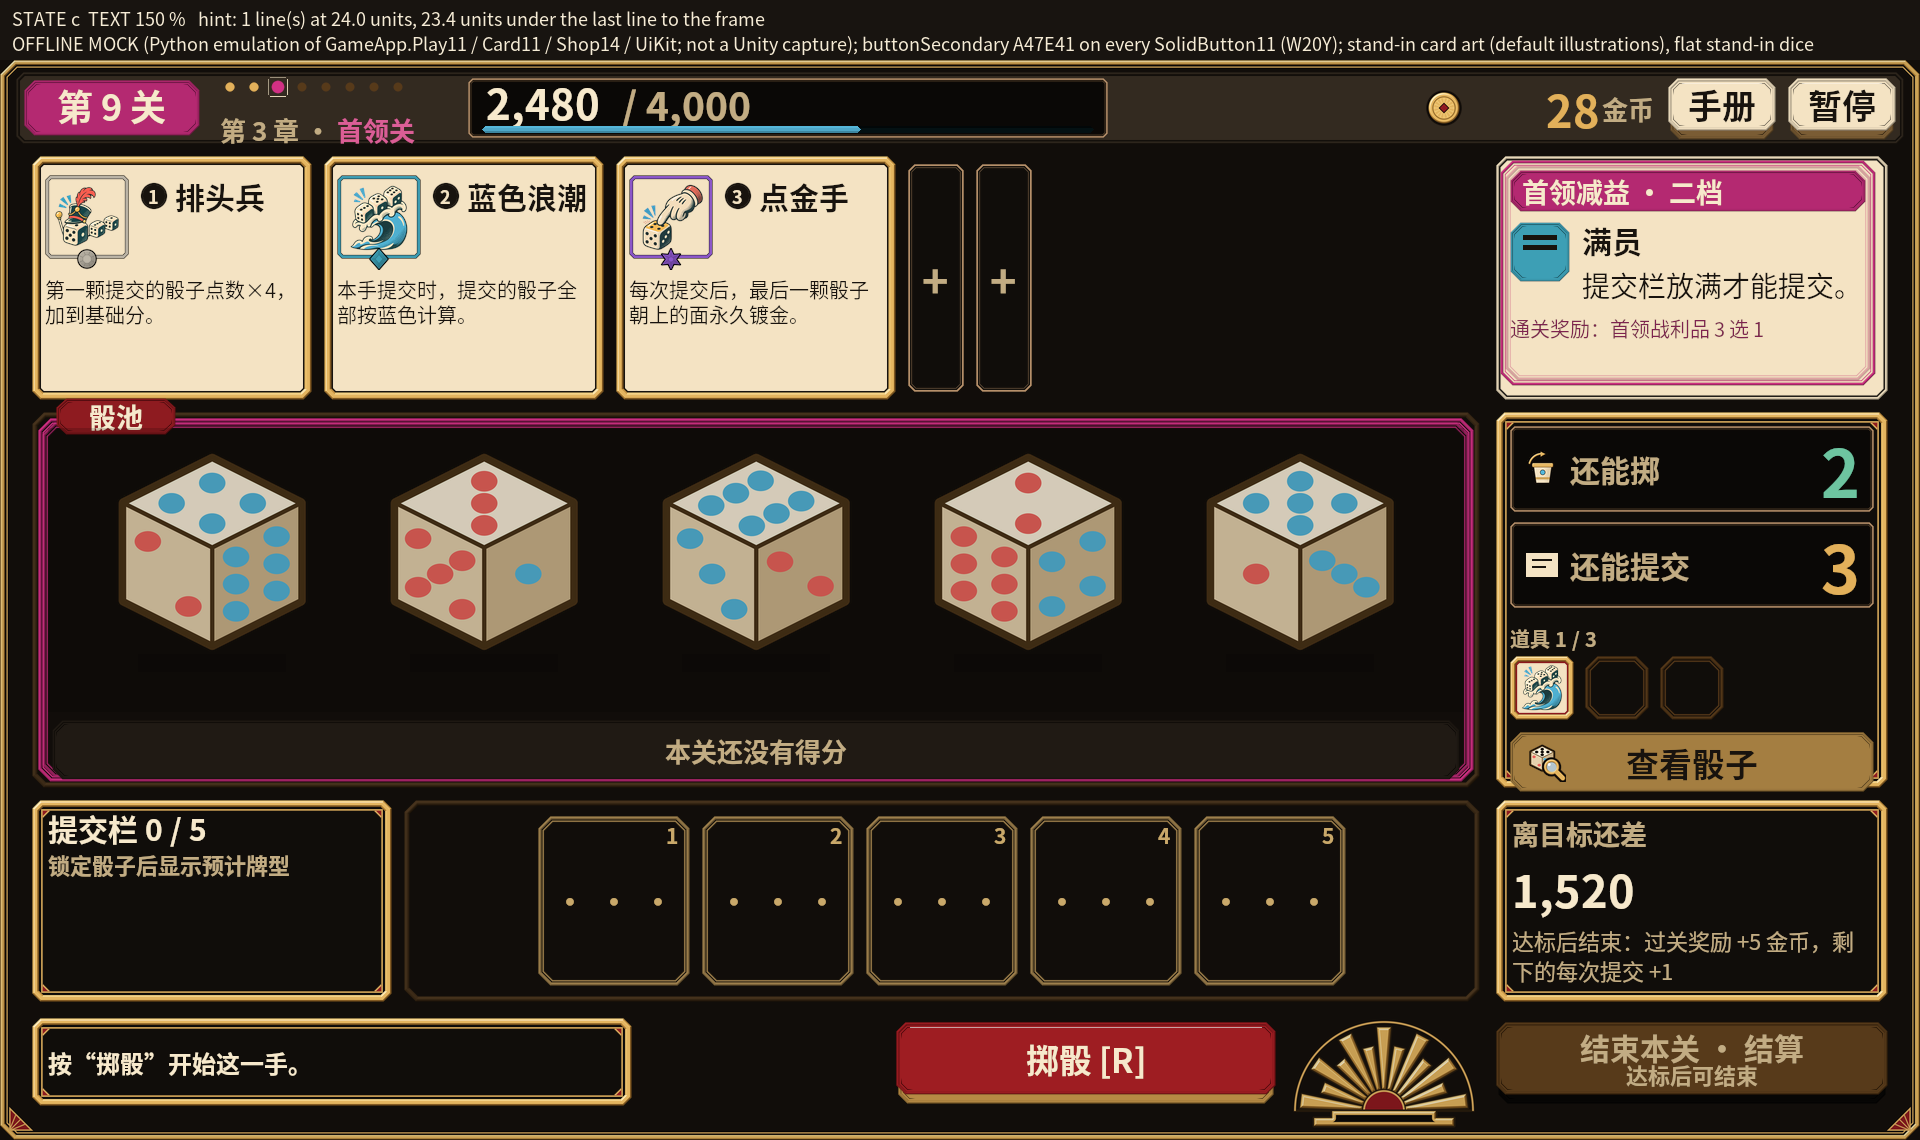 STATE c TEXT 150 % hint: 1 line(s) at 24.0 units, 23.4 units under the last line to the frame
OFFLINE MOCK (Python emulation of GameApp.Play11 / Card11 / Shop14 / UiKit; not a Unity capture); buttonSecondary A47E41 on every SolidButton11 (W20Y); stand-in card art (default illustrations), flat stand-in dice
第 9 关
第 3 章 · 首领关
2,480 / 4,000
28金币
手册
暂停
1 排头兵
第一颗提交的骰子点数×4,
加到基础分。
2 蓝色浪潮
本手提交时，提交的骰子全
部按蓝色计算。
3 点金手
每次提交后，最后一颗骰子
朝上的面永久镀金。
+
+
首领减益 · 二档
满员
提交栏放满才能提交。
通关奖励：首领战利品 3 选 1
骰池
本关还没有得分
还能掷 2
还能提交 3
道具 1 / 3
查看骰子
提交栏 0 / 5
锁定骰子后显示预计牌型
1
2
3
4
5
离目标还差
1,520
达标后结束：过关奖励 +5 金币，剩
下的每次提交 +1
按“掷骰”开始这一手。
掷骰 [R]
结束本关 · 结算
达标后可结束